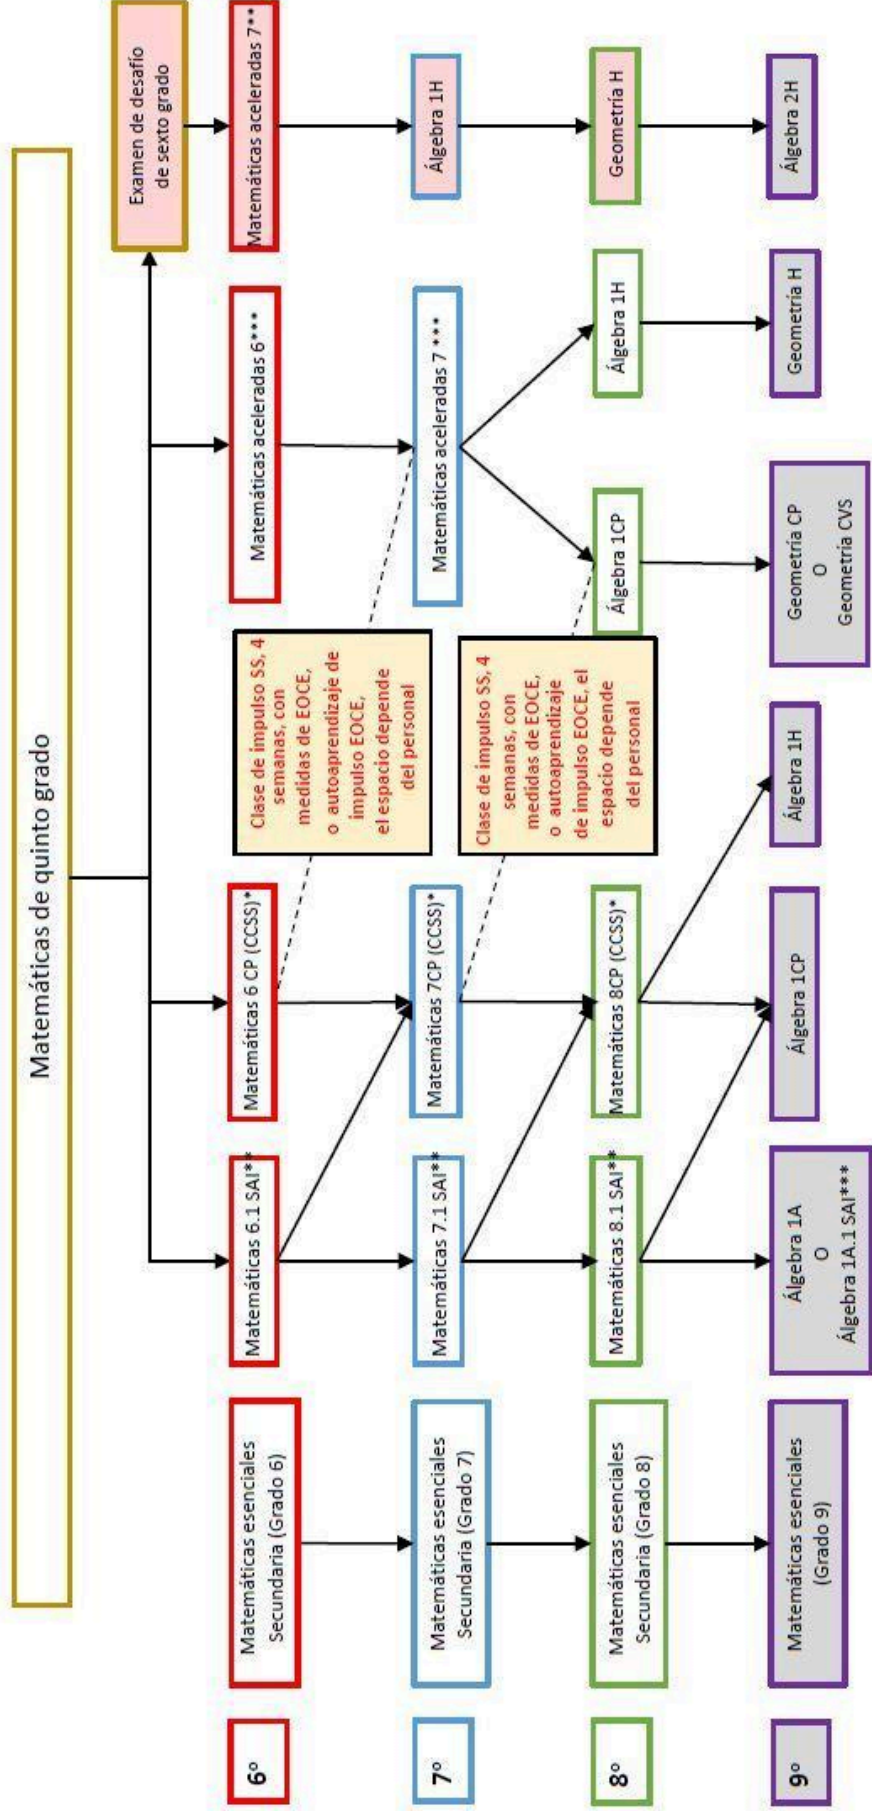 Matemáticas de quinto grado
Examen de desafío
de sexto grado
6º
Matemáticas esenciales
Secundaria (Grado 6)
Matemáticas 6.1 SAI**
Matemáticas 6 CP (CCSS)*
Clase de impulso SS, 4
semanas, con
medidas de EOCE,
o autoaprendizaje de
impulso EOCE,
el espacio depende
del personal
Matemáticas aceleradas 6***
Matemáticas aceleradas 7**
7º
Matemáticas esenciales
Secundaria (Grado 7)
Matemáticas 7.1 SAI**
Matemáticas 7CP (CCSS)*
Clase de impulso SS, 4
semanas, con
medidas de EOCE,
o autoaprendizaje
de impulso EOCE, el
espacio depende
del personal
Matemáticas aceleradas 7 ***
Álgebra 1H
8º
Matemáticas esenciales
Secundaria (Grado 8)
Matemáticas 8.1 SAI**
Matemáticas 8CP (CCSS)*
Álgebra 1CP
Álgebra 1H
Geometría H
9º
Matemáticas esenciales
(Grado 9)
Álgebra 1A
O
Álgebra 1A.1 SAI***
Álgebra 1CP
Álgebra 1H
Geometría CP
O
Geometría CVS
Geometría H
Álgebra 2H